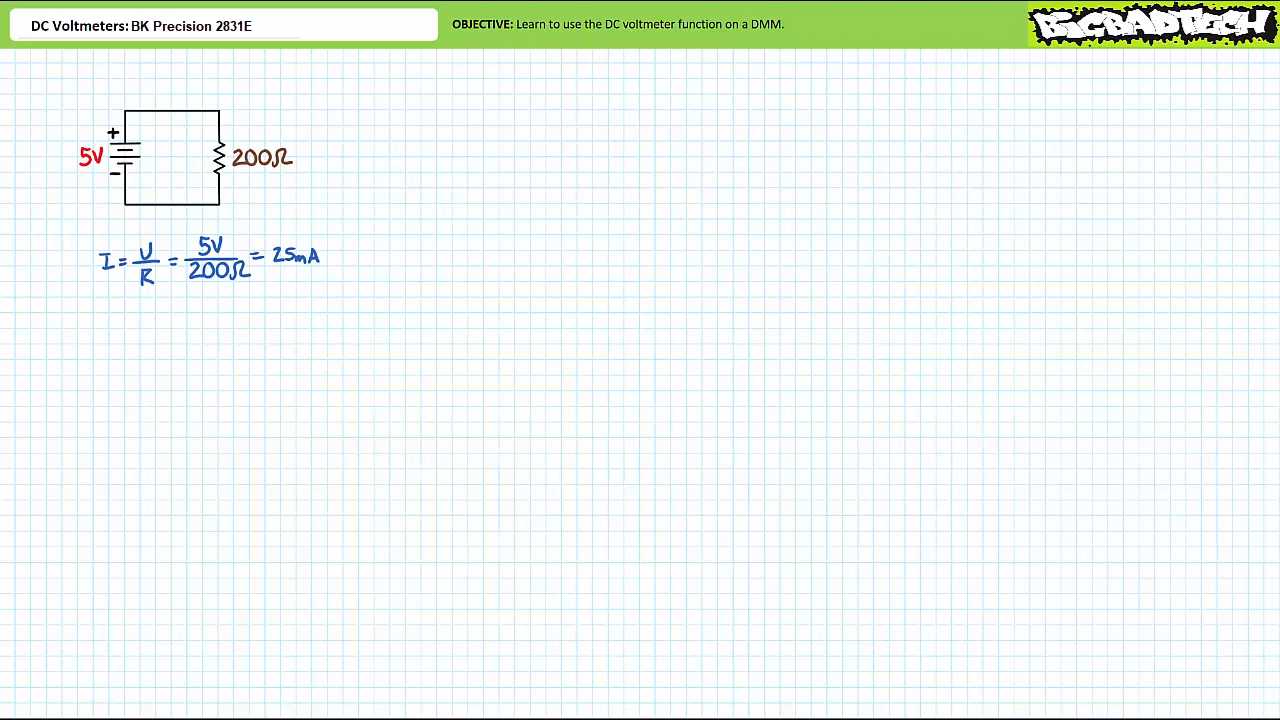 DC Voltmeters: BK Precision 2831E
OBJECTIVE: Learn to use the DC voltmeter function on a DMM.
BIGBADTECH
+
5V
200Ω
-
I = V/R = 5V/200Ω = 25mA